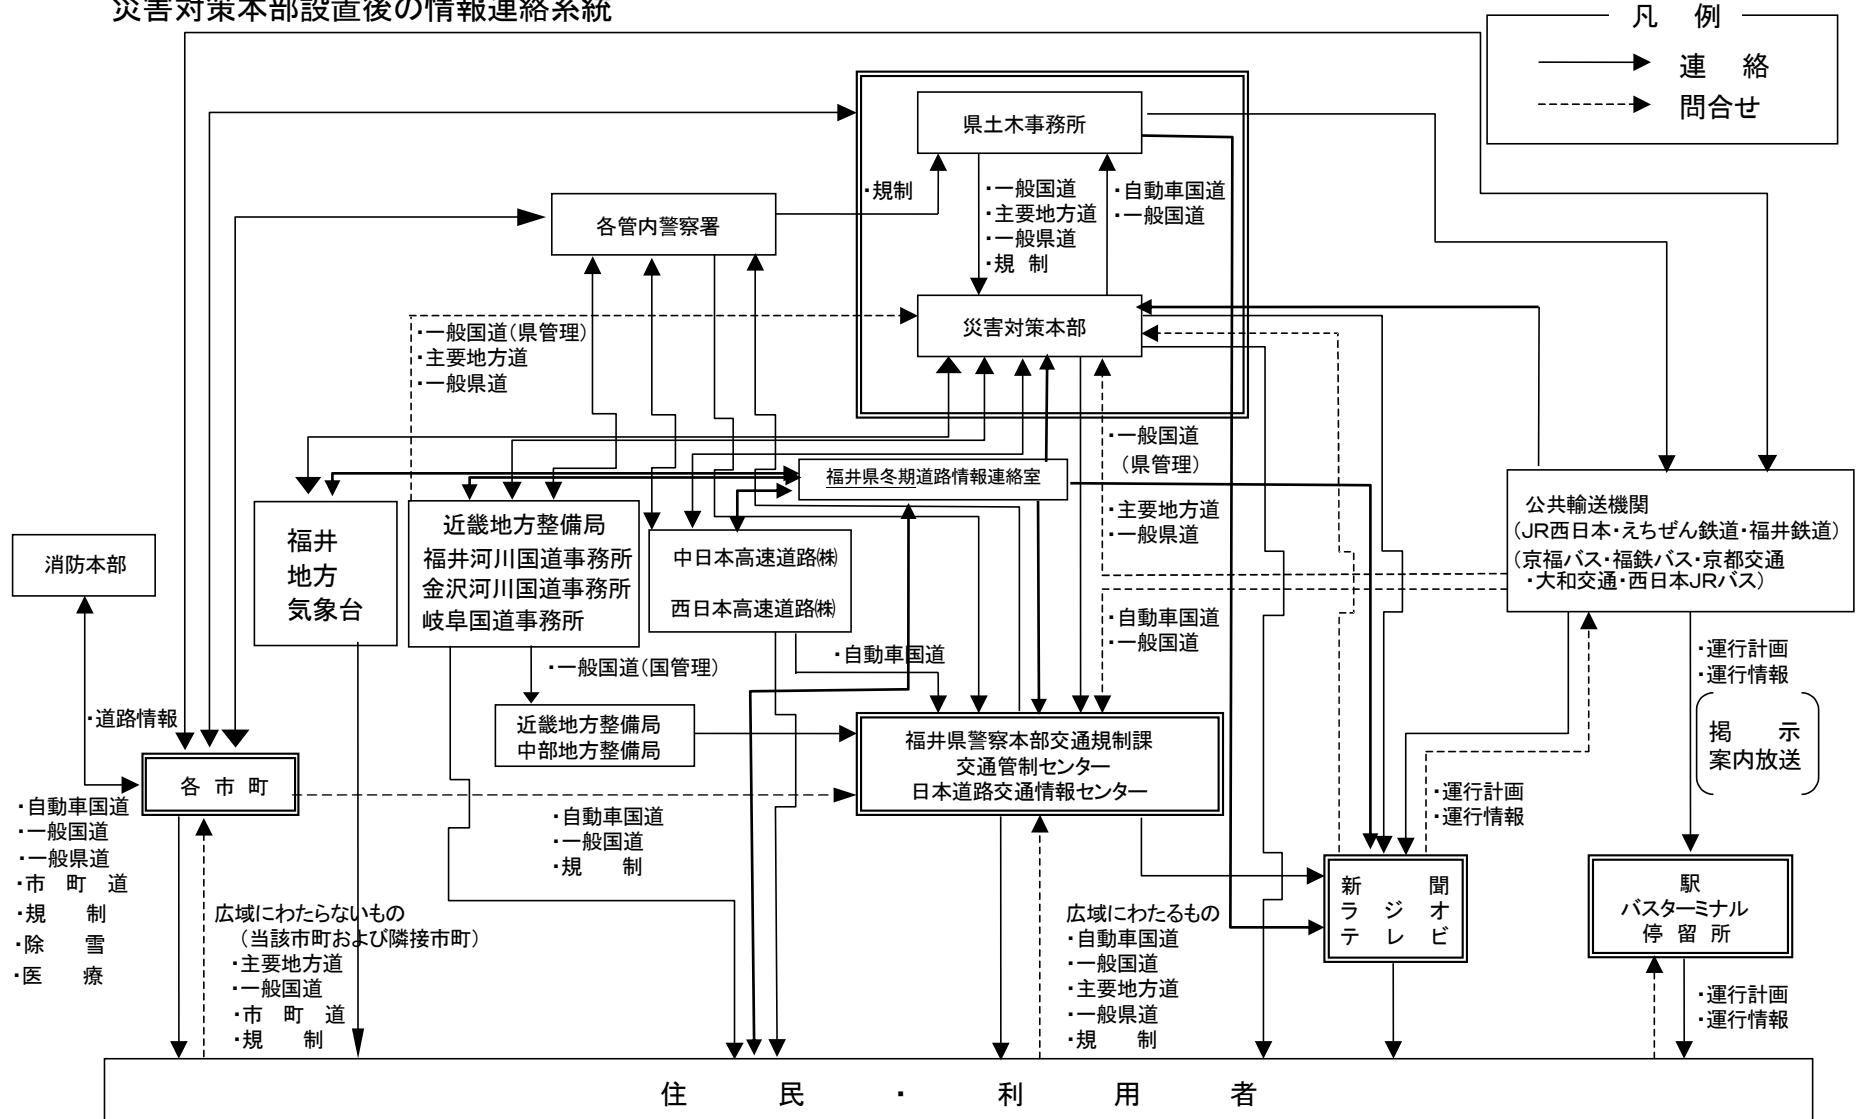 災害対策本部設置後の情報連絡系統
凡　例
連　絡
問合せ
県土木事務所
・規制
・一般国道
・主要地方道
・一般県道
・規 制
・自動車国道
・一般国道
各管内警察署
災害対策本部
・一般国道(県管理)
・主要地方道
・一般県道
・一般国道
（県管理）
・主要地方道
・一般県道
福井県冬期道路情報連絡室
公共輸送機関
(JR西日本・えちぜん鉄道・福井鉄道)
(京福バス・福鉄バス・京都交通
・大和交通・西日本JRバス)
消防本部
福井
地方
気象台
近畿地方整備局
福井河川国道事務所
金沢河川国道事務所
岐阜国道事務所
中日本高速道路㈱
西日本高速道路㈱
・自動車国道
・一般国道
・自動車国道
・一般国道(国管理)
・運行計画
・運行情報
掲　示
案内放送
・道路情報
近畿地方整備局
中部地方整備局
福井県警察本部交通規制課
交通管制センター
日本道路交通情報センター
各 市 町
・自動車国道
・一般国道
・一般県道
・市 町 道
・規　制
・除　雪
・医　療
・自動車国道
・一般国道
・規　制
・運行計画
・運行情報
新　聞
ラ ジ オ
テ レ ビ
駅
バスターミナル
停 留 所
広域にわたらないもの
（当該市町および隣接市町）
・主要地方道
・一般国道
・市 町 道
・規　制
広域にわたるもの
・自動車国道
・一般国道
・主要地方道
・一般県道
・規　制
・運行計画
・運行情報
住　民　・　利　用　者